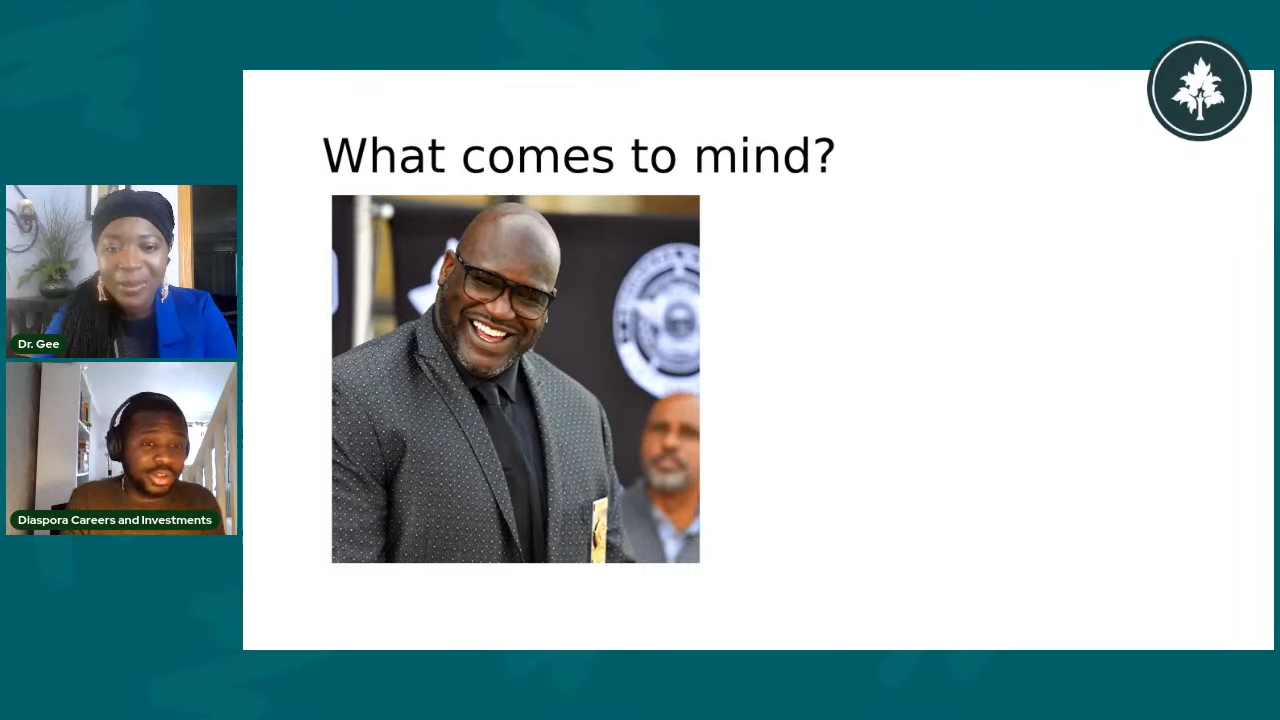 What comes to mind?
Dr. Gee
Diaspora Careers and Investments